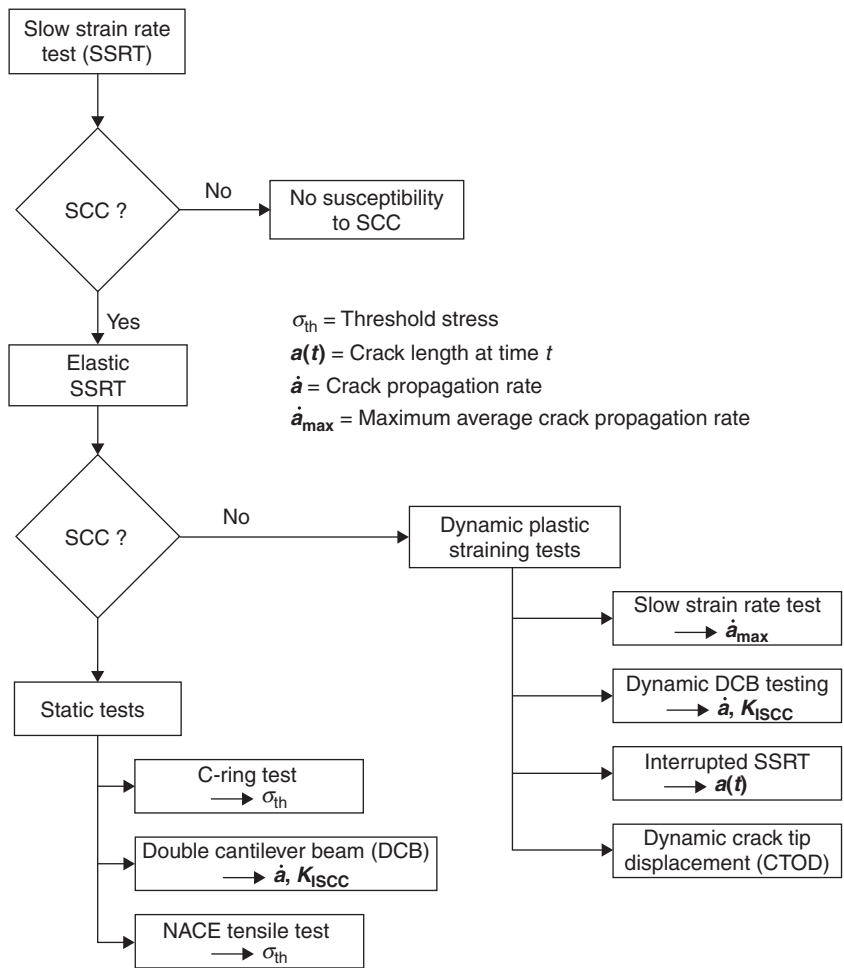 Slow strain rate
test (SSRT)
SCC ?
No
No susceptibility
to SCC
Yes
σth = Threshold stress
a(t) = Crack length at time t
ȧ = Crack propagation rate
ȧmax = Maximum average crack propagation rate
Elastic
SSRT
SCC ?
No
Dynamic plastic
straining tests
Slow strain rate test
→ ȧmax
Dynamic DCB testing
→ ȧ, KISCC
Interrupted SSRT
→ a(t)
Dynamic crack tip
displacement (CTOD)
Static tests
C-ring test
→ σth
Double cantilever beam (DCB)
→ ȧ, KISCC
NACE tensile test
→ σth